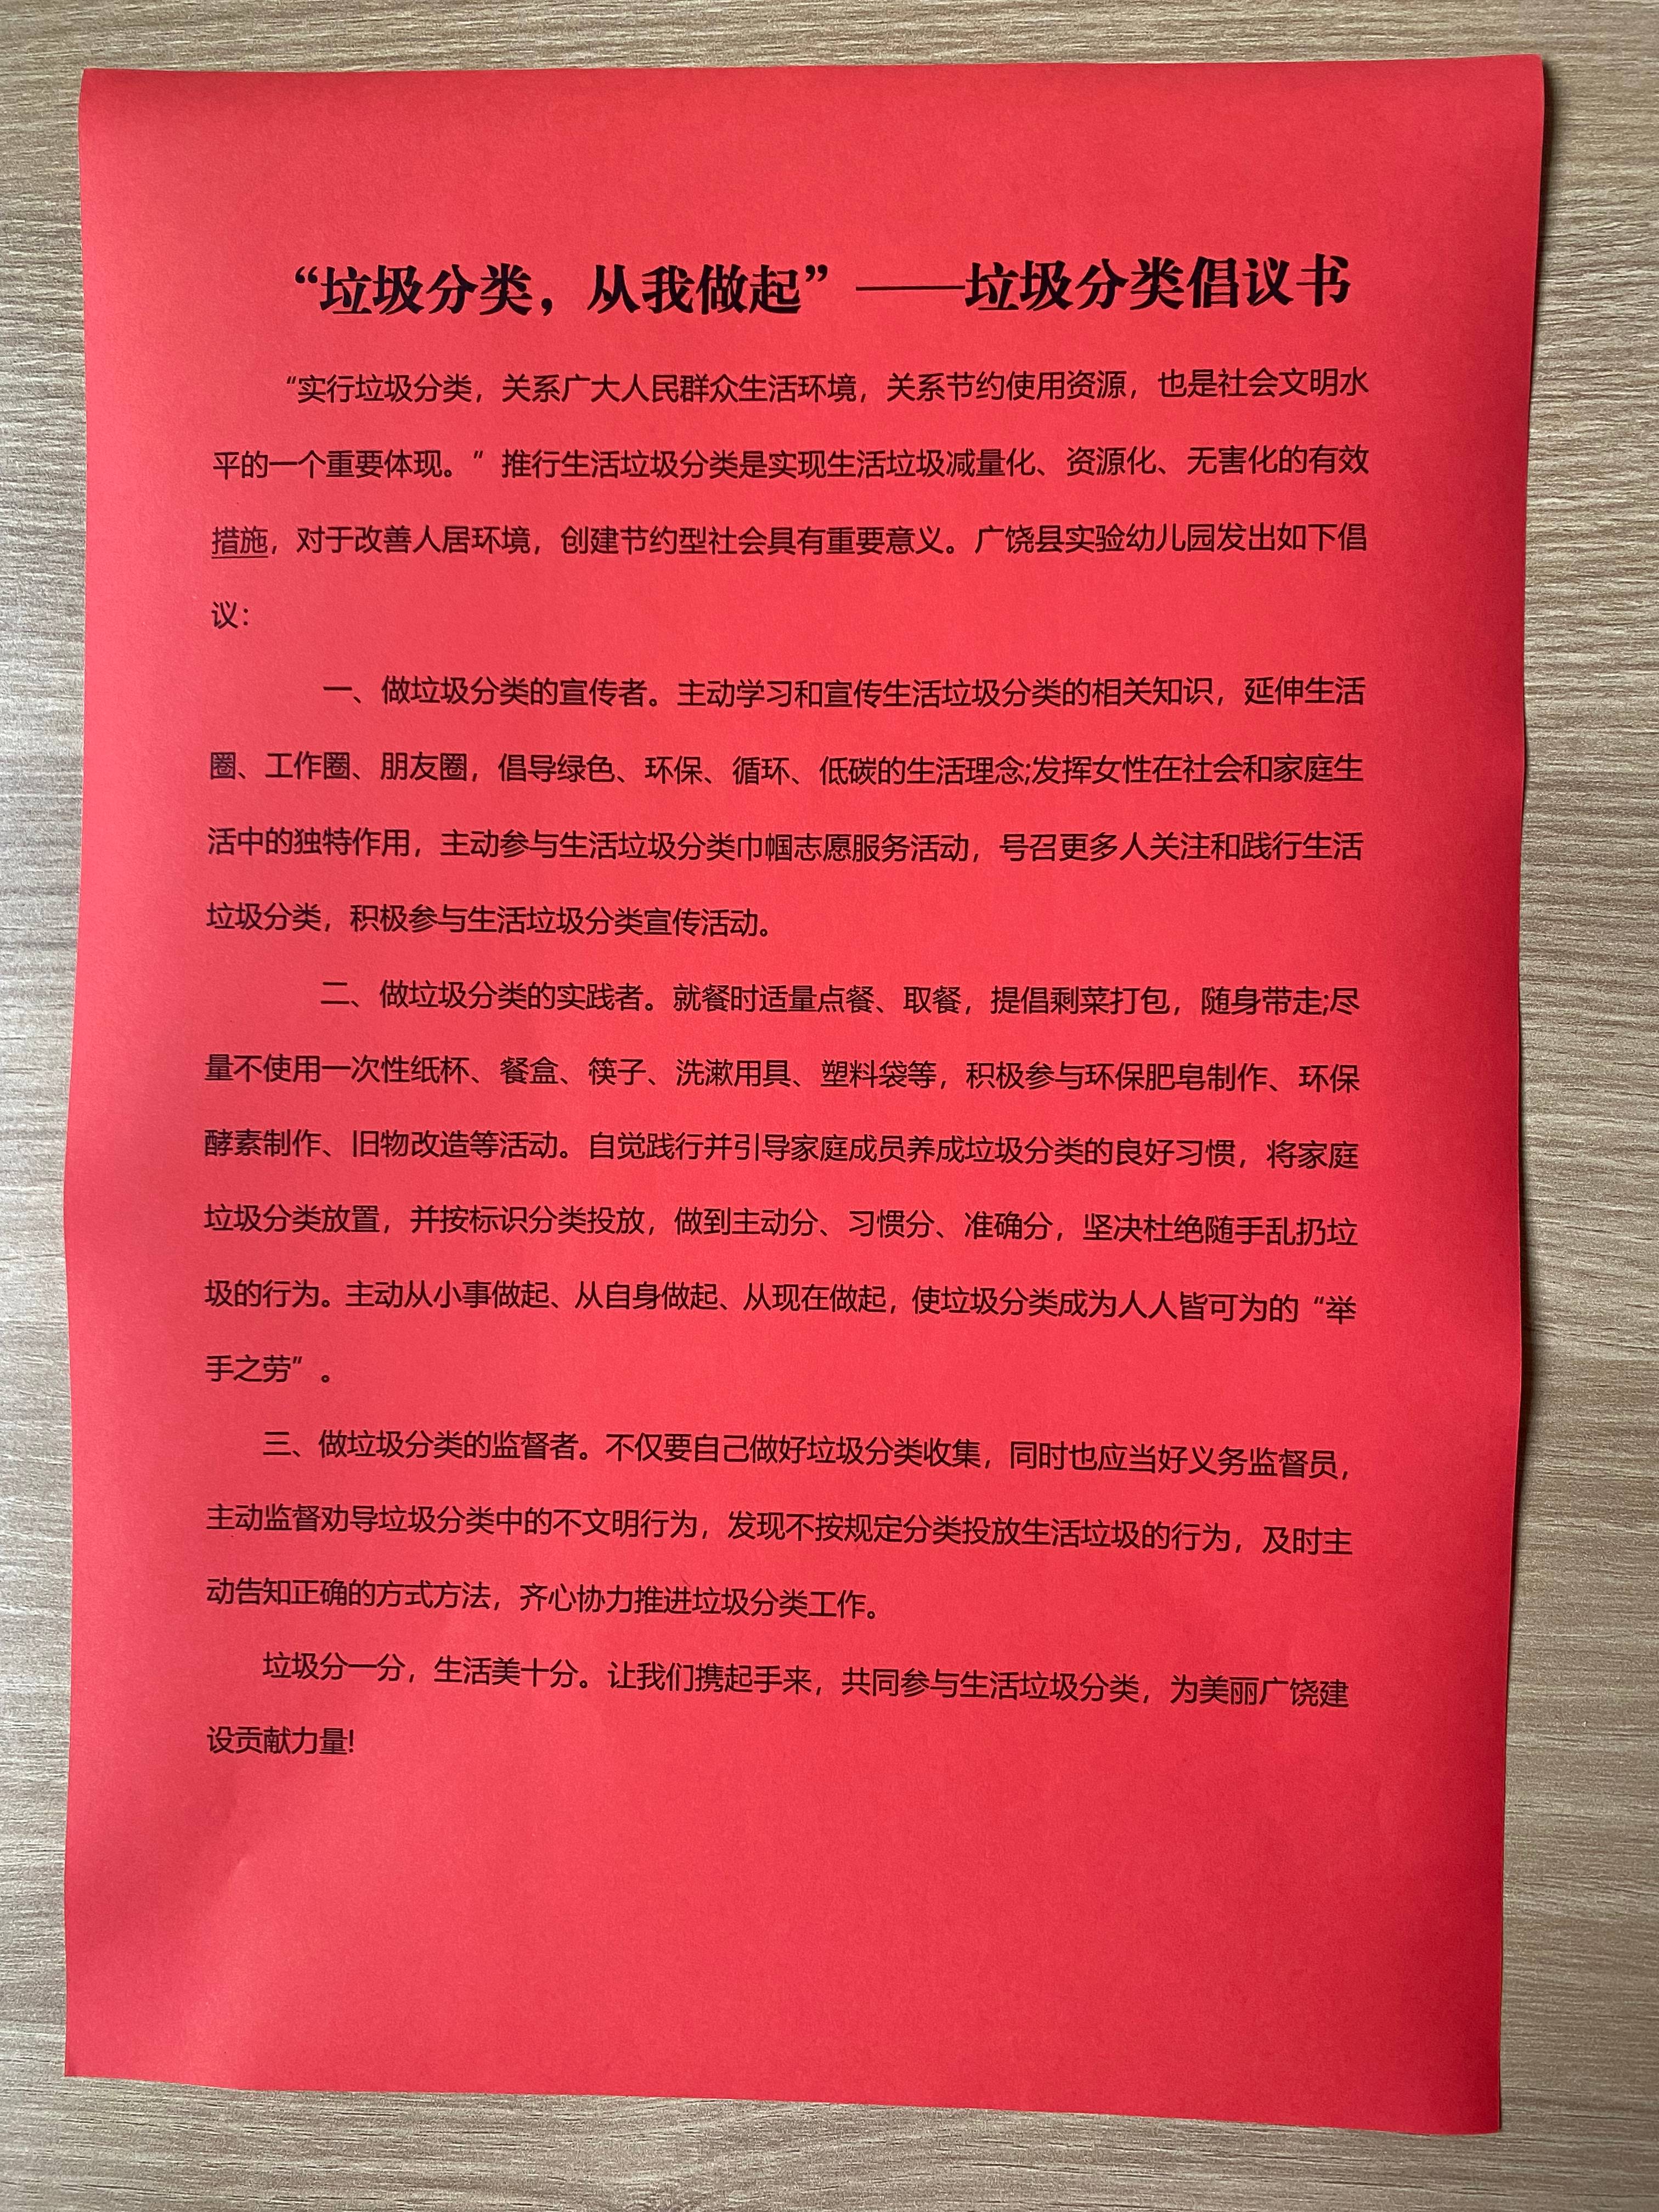 “垃圾分类，从我做起”——垃圾分类倡议书
“实行垃圾分类，关系广大人民群众生活环境，关系节约使用资源，也是社会文明水
平的一个重要体现。”推行生活垃圾分类是实现生活垃圾减量化、资源化、无害化的有效
措施，对于改善人居环境，创建节约型社会具有重要意义。广饶县实验幼儿园发出如下倡
议：
一、做垃圾分类的宣传者。主动学习和宣传生活垃圾分类的相关知识，延伸生活
圈、工作圈、朋友圈，倡导绿色、环保、循环、低碳的生活理念;发挥女性在社会和家庭生
活中的独特作用，主动参与生活垃圾分类巾帼志愿服务活动，号召更多人关注和践行生活
垃圾分类，积极参与生活垃圾分类宣传活动。
二、做垃圾分类的实践者。就餐时适量点餐、取餐，提倡剩菜打包，随身带走;尽
量不使用一次性纸杯、餐盒、筷子、洗漱用具、塑料袋等，积极参与环保肥皂制作、环保
酵素制作、旧物改造等活动。自觉践行并引导家庭成员养成垃圾分类的良好习惯，将家庭
垃圾分类放置，并按标识分类投放，做到主动分、习惯分、准确分，坚决杜绝随手乱扔垃
圾的行为。主动从小事做起、从自身做起、从现在做起，使垃圾分类成为人人皆可为的“举
手之劳”。
三、做垃圾分类的监督者。不仅要自己做好垃圾分类收集，同时也应当好义务监督员，
主动监督劝导垃圾分类中的不文明行为，发现不按规定分类投放生活垃圾的行为，及时主
动告知正确的方式方法，齐心协力推进垃圾分类工作。
垃圾分一分，生活美十分。让我们携起手来，共同参与生活垃圾分类，为美丽广饶建
设贡献力量!